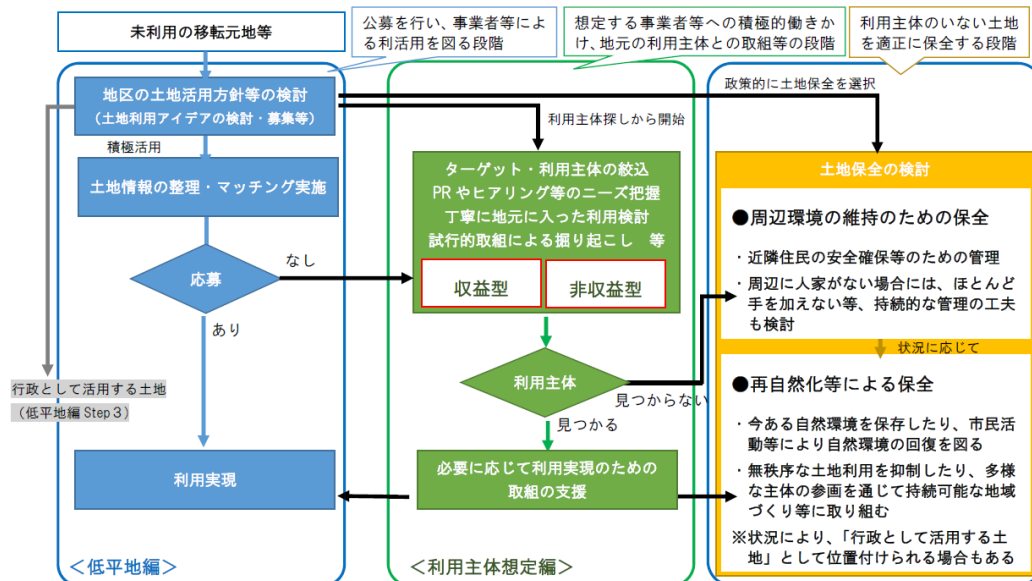 未利用の移転元地等
公募を行い、事業者等によ
る利活用を図る段階
想定する事業者等への積極的働きか
け、地元の利用主体との取組等の段階
利用主体のいない土地
を適正に保全する段階
地区の土地活用方針等の検討
（土地利用アイデアの検討・募集等）
政策的に土地保全を選択
利用主体探しから開始
積極活用
土地情報の整理・マッチング実施
応募
なし
あり
行政として活用する土地
（低平地編 Step３）
利用実現
＜低平地編＞
ターゲット・利用主体の絞込
PR やヒアリング等のニーズ把握
丁寧に地元に入った利用検討
試行的取組による掘り起こし　等
収益型
非収益型
利用主体
見つからない
見つかる
必要に応じて利用実現のための
取組の支援
＜利用主体想定編＞
土地保全の検討
●周辺環境の維持のための保全
・近隣住民の安全確保等のための管理
・周辺に人家がない場合には、ほとんど
手を加えない等、持続的な管理の工夫
も検討
状況に応じて
●再自然化等による保全
・今ある自然環境を保存したり、市民活
動等により自然環境の回復を図る
・無秩序な土地利用を抑制したり、多様
な主体の参画を通じて持続可能な地域
づくり等に取り組む
※状況により、「行政として活用する土
地」として位置付けられる場合もある